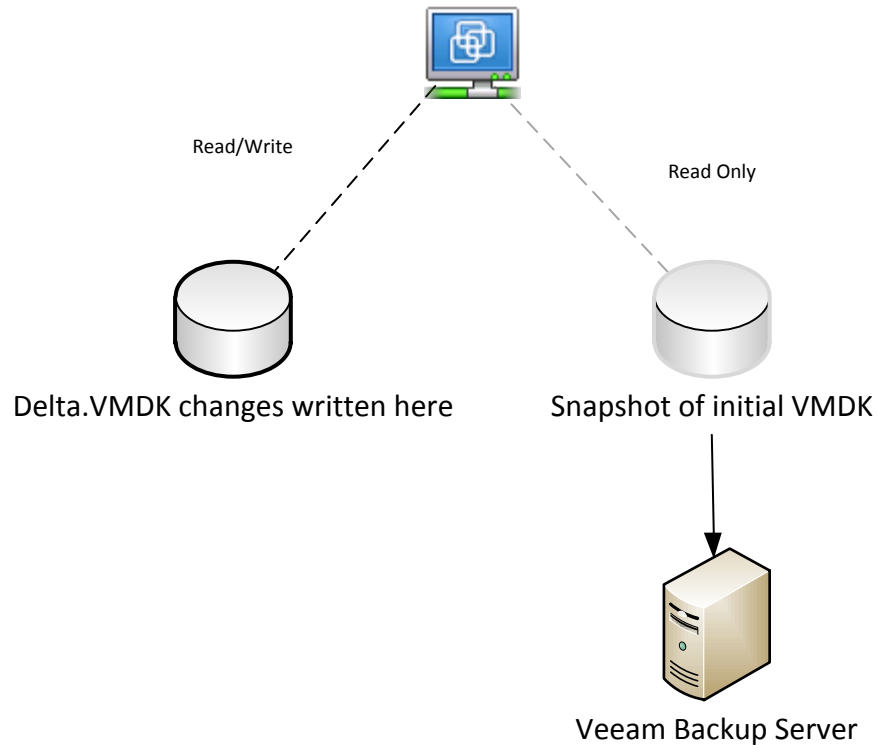 Read/Write
Read Only
Delta.VMDK changes written here
Snapshot of initial VMDK
Veeam Backup Server